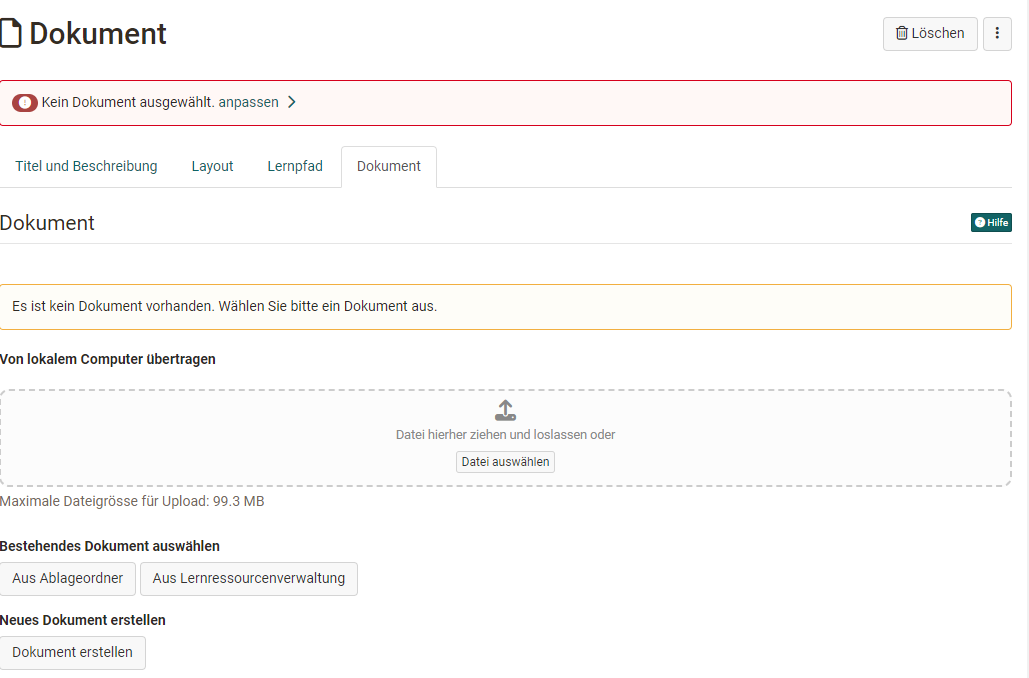 Dokument
Löschen
Kein Dokument ausgewählt. anpassen
Titel und Beschreibung Layout Lernpfad Dokument
Dokument
Hilfe
Es ist kein Dokument vorhanden. Wählen Sie bitte ein Dokument aus.
Von lokalem Computer übertragen
Datei hierher ziehen und loslassen oder
Datei auswählen
Maximale Dateigrösse für Upload: 99.3 MB
Bestehendes Dokument auswählen
Aus Ablageordner Aus Lernressourcenverwaltung
Neues Dokument erstellen
Dokument erstellen